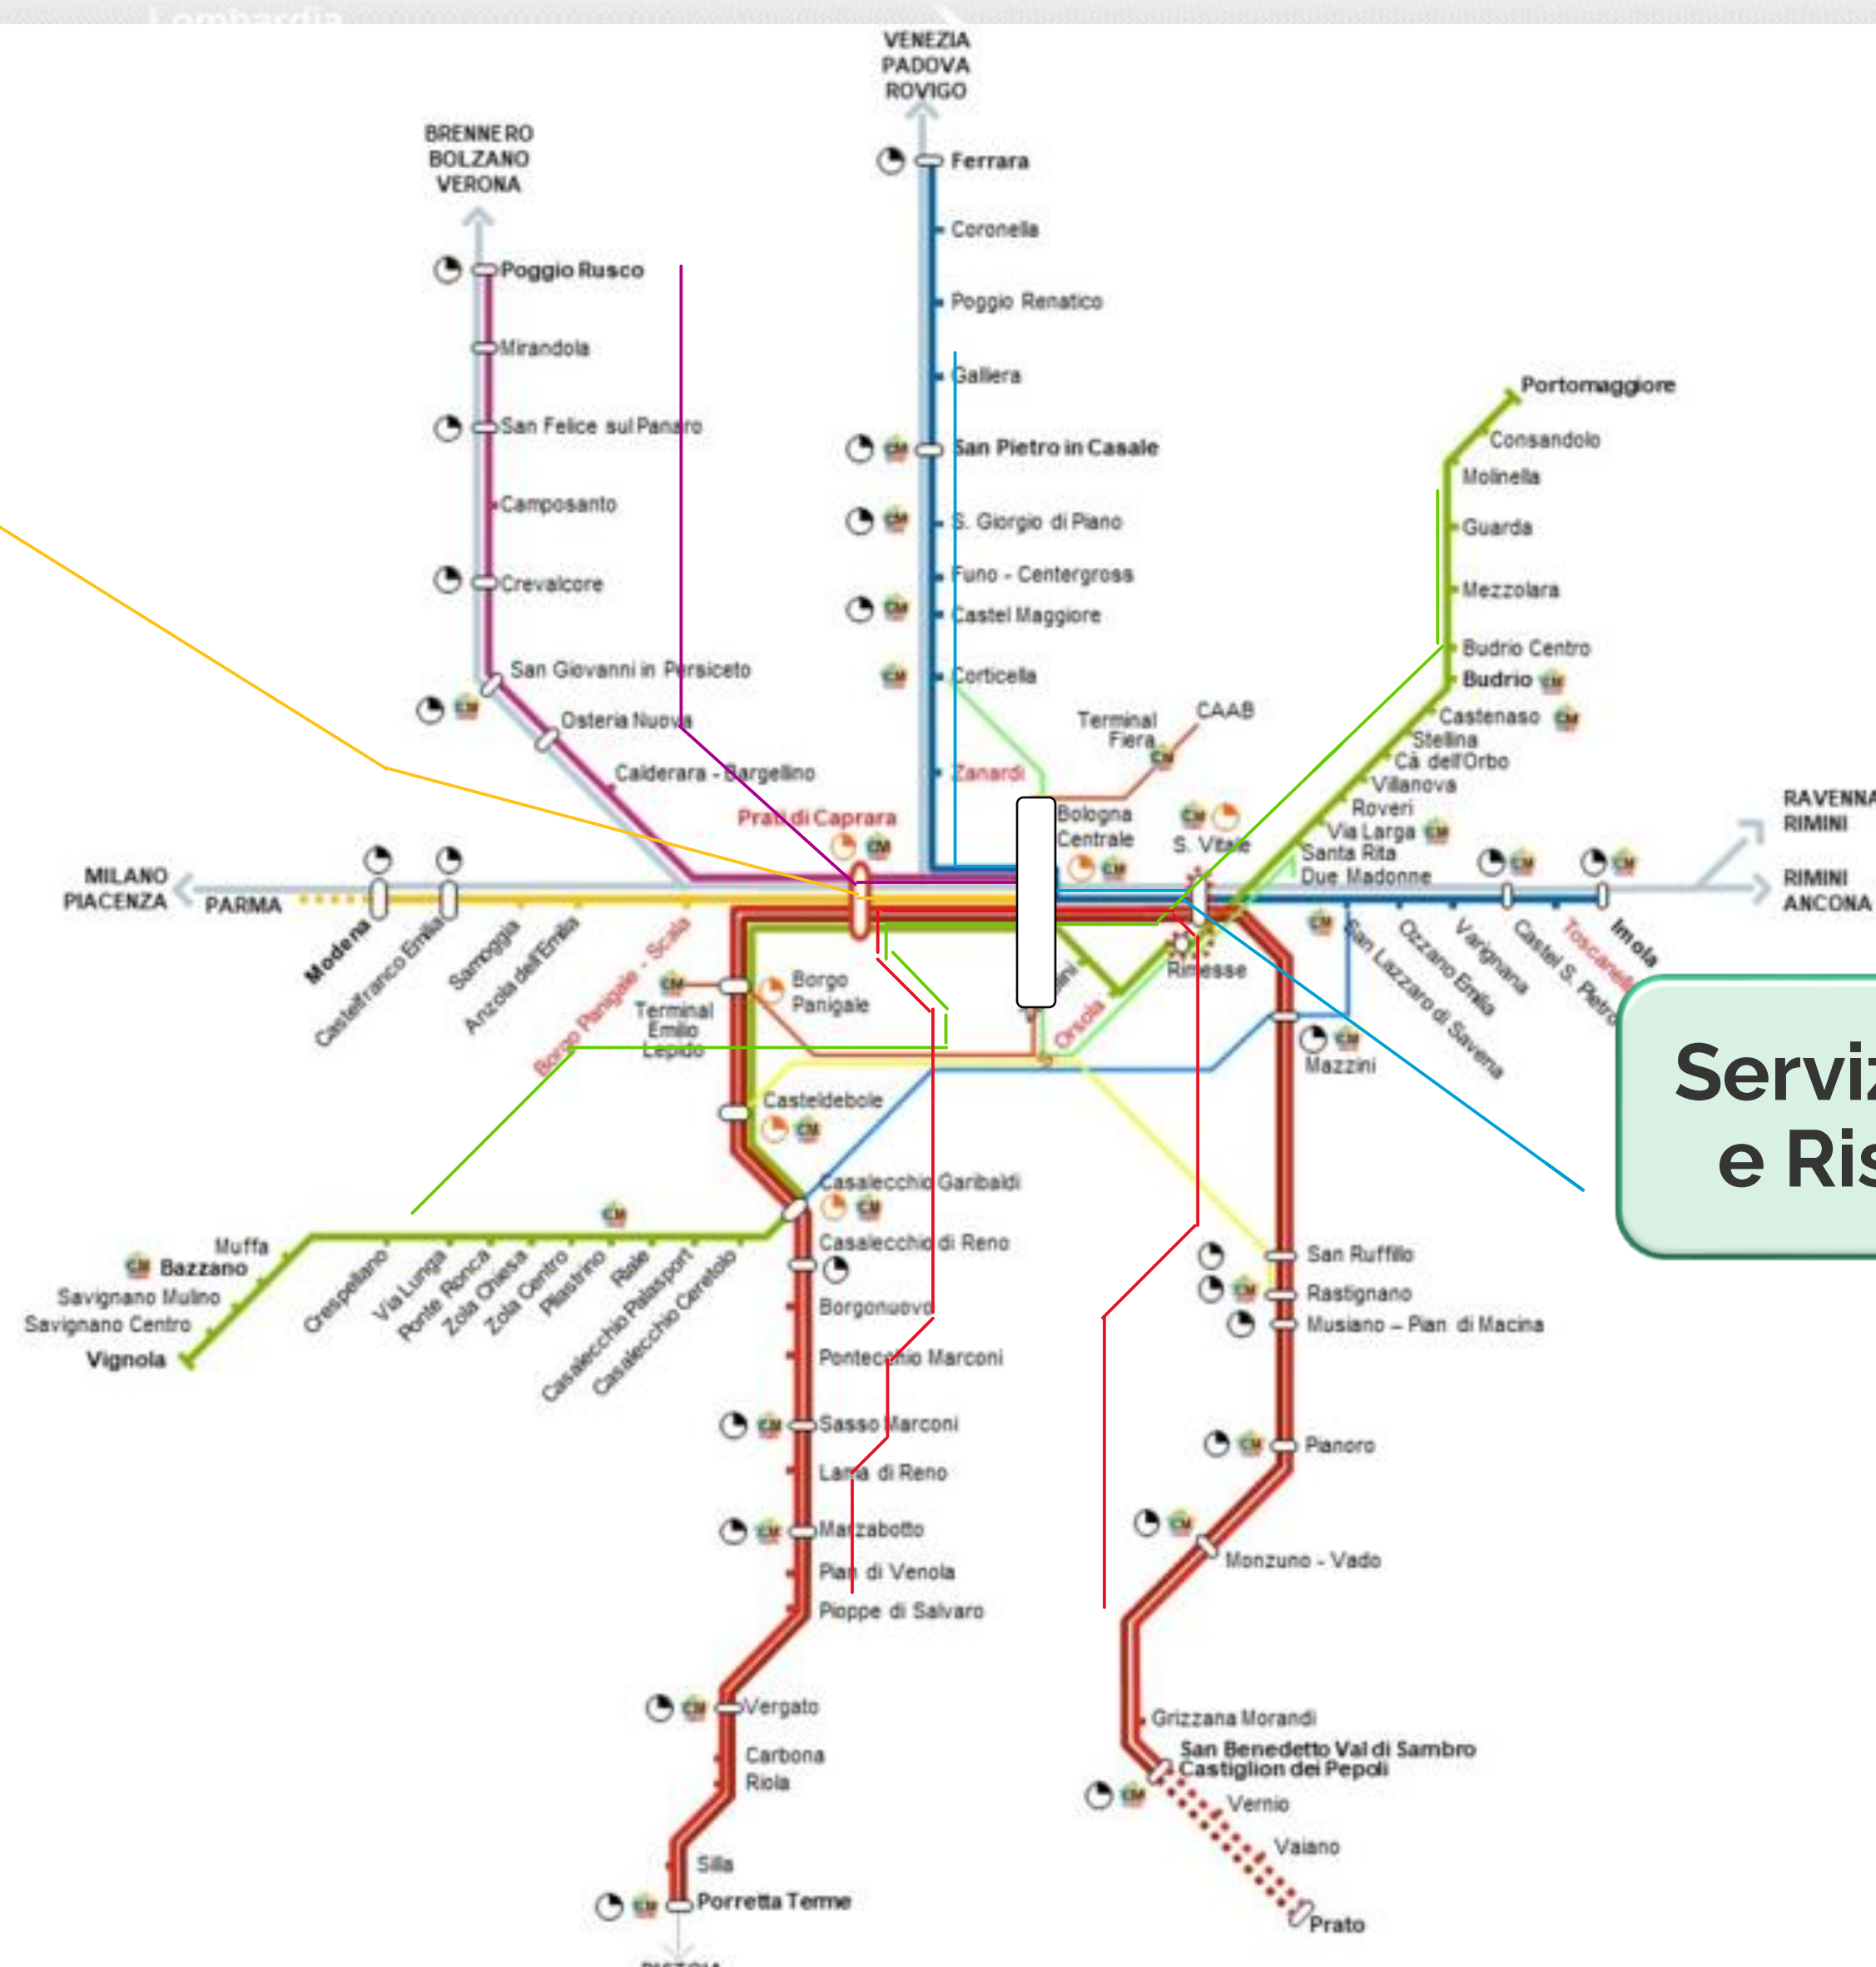 Lombardia
VENEZIA
PADOVA
ROVIGO
BRENNERO
BOLZANO
VERONA
Ferrara
Coronella
Poggio Rusco
Poggio Renatico
Mirandola
Galliera
Portomaggiore
San Felice sul Panaro
Consandolo
San Pietro in Casale
Molinella
Camposanto
S. Giorgio di Piano
Guarda
Funo - Centergross
Crevalcore
Mezzolara
Castel Maggiore
Budrio Centro
San Giovanni in Persiceto
Corticella
Budrio
CAAB
Castenaso
Osteria Nuova
Terminal
Fiera
Stellina
Cà dell'Orbo
Calderara - Bargellino
Zanardi
Villanova
Roveri
RAVENNA
RIMINI
Prati di Caprara
Bologna
Centrale
Via Larga
S. Vitale
Santa Rita
Due Madonne
MILANO
PIACENZA
PARMA
RIMINI
ANCONA
Modena
Castelfranco Emilia
Samoggia
Anzola dell'Emilia
Borgo Panigale - Scala
San Lazzaro di Savena
Ozzano Emilia
Varignana
Castel S. Pietro
Imola
Rimesse
Orsola
Borgo
Panigale
Terminal
Emilio
Lepido
Mazzini
Serviz
e Ris
Casteldebole
Casalecchio Garibaldi
Casalecchio di Reno
Muffa
Bazzano
Savignano Mulino
Savignano Centro
Vignola
Crespellano
Via Lunga
Ponte Ronca
Zola Chiesa
Zola Centro
Pilastrino
Riale
Casalecchio Palasport
Casalecchio Ceretolo
San Ruffillo
Rastignano
Musiano – Pian di Macina
Borgonuovo
Pontecchio Marconi
Sasso Marconi
Pianoro
Lama di Reno
Marzabotto
Monzuno - Vado
Pian di Venola
Pioppe di Salvaro
Vergato
Grizzana Morandi
Carbona
San Benedetto Val di Sambro
Castiglion dei Pepoli
Riola
Vernio
Vaiano
Silla
Porretta Terme
Prato